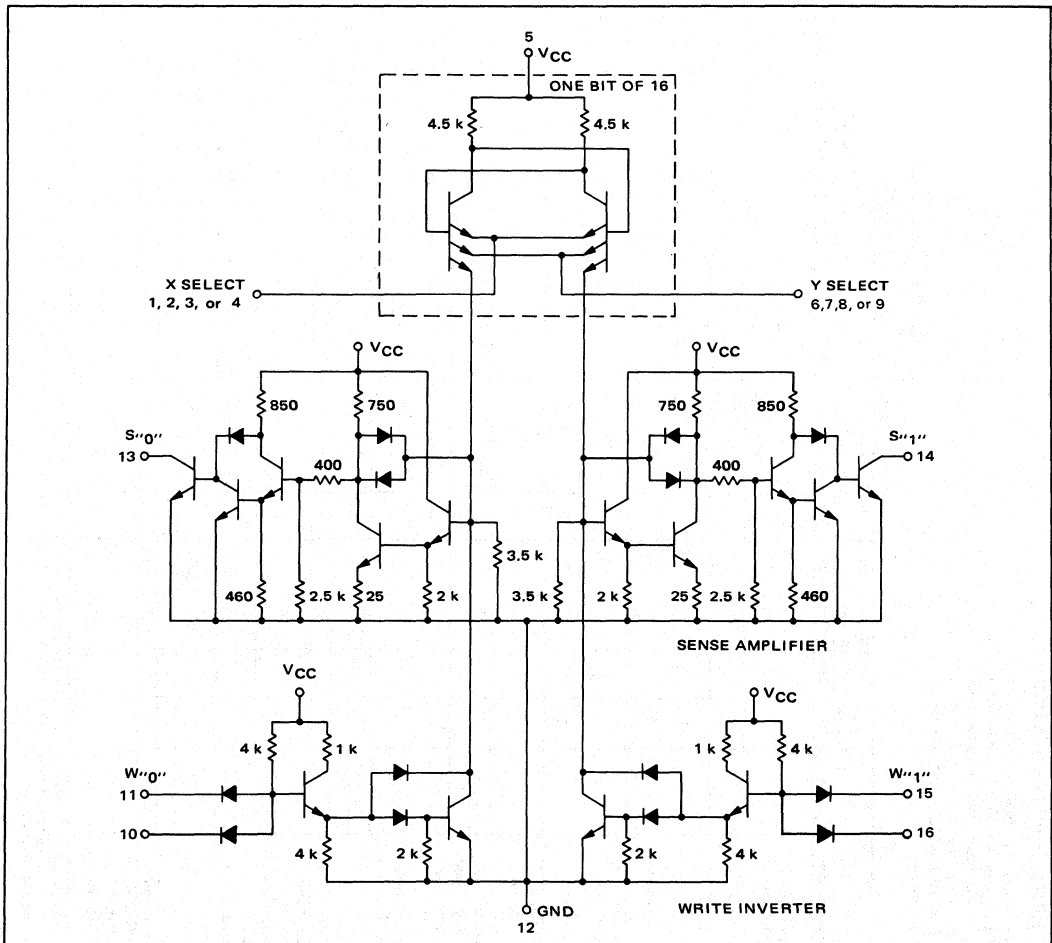 5
VCC
ONE BIT OF 16
4.5 k
4.5 k
X SELECT
1, 2, 3, or 4
Y SELECT
6,7,8, or 9
VCC
VCC
850
750
750
850
S"0"
13
400
400
S"1"
14
3.5 k
460
2.5 k
25
2 k
3.5 k
2 k
25
2.5 k
460
SENSE AMPLIFIER
VCC
VCC
4 k
1 k
1 k
4 k
W"0"
11
W"1"
15
10
16
4 k
2 k
2 k
4 k
GND
12
WRITE INVERTER